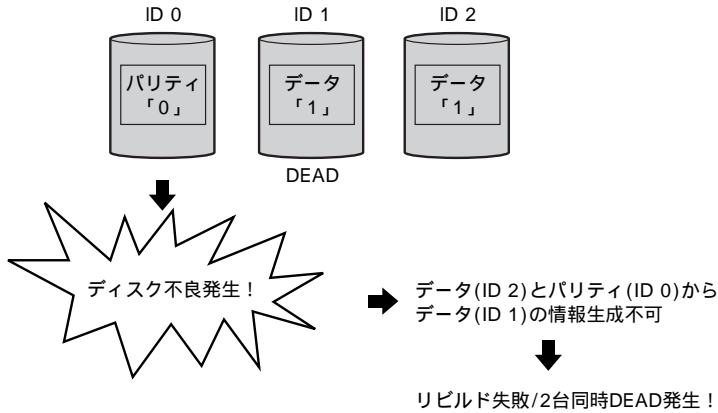 ID 0
ID 1
ID 2
パリティ
「0」
データ
「1」
データ
「1」
DEAD
ディスク不良発生！
データ(ID 2)とパリティ(ID 0)から
データ(ID 1)の情報生成不可
リビルド失敗/2台同時DEAD発生！